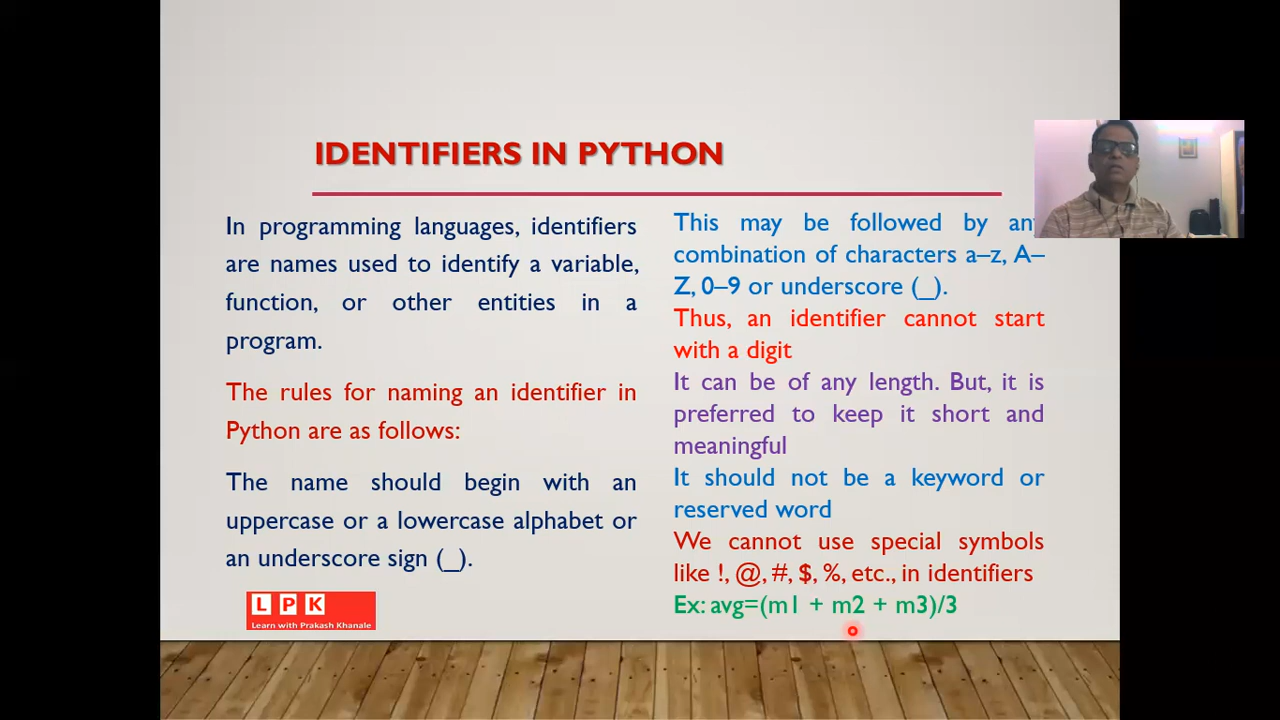 IDENTIFIERS IN PYTHON
In programming languages, identifiers
are names used to identify a variable,
function, or other entities in a
program.
The rules for naming an identifier in
Python are as follows:
The name should begin with an
uppercase or a lowercase alphabet or
an underscore sign (_).
L P K
Learn with Prakash Khanale
This may be followed by any
combination of characters a–z, A–
Z, 0–9 or underscore (_).
Thus, an identifier cannot start
with a digit
It can be of any length. But, it is
preferred to keep it short and
meaningful
It should not be a keyword or
reserved word
We cannot use special symbols
like !, @, #, $, %, etc., in identifiers
Ex: avg=(m1 + m2 + m3)/3